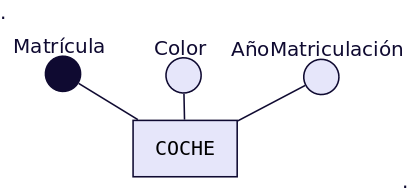 .
Matrícula
Color
AñoMatriculación
COCHE
.